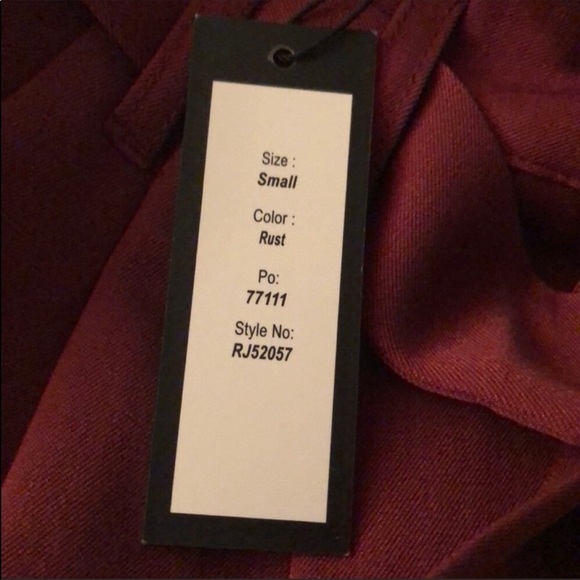 Size :
Small
Color :
Rust
Po:
77111
Style No:
RJ52057